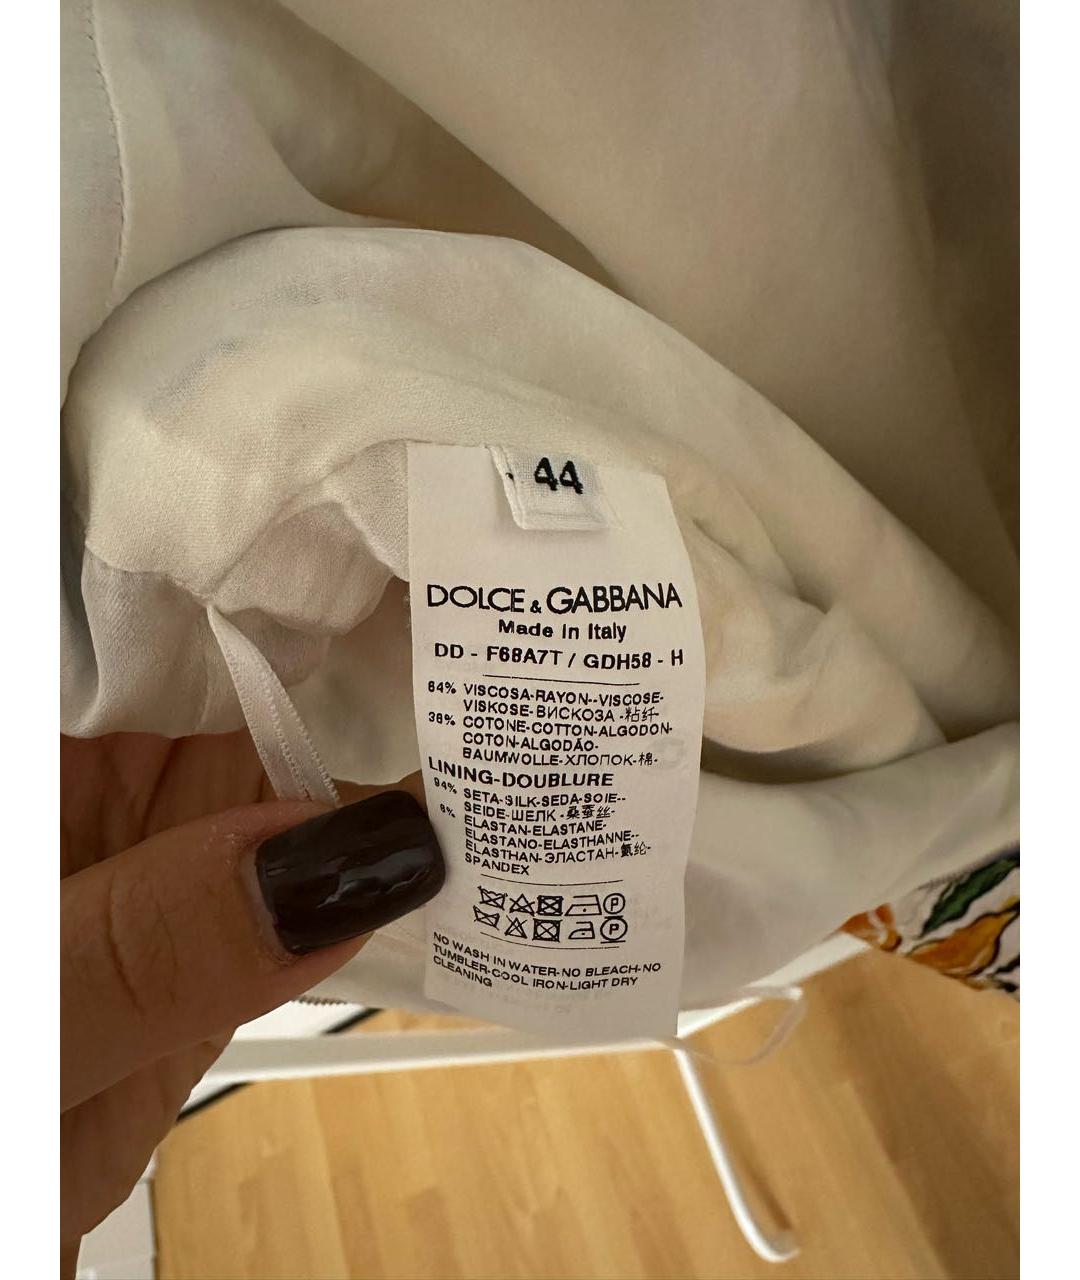 44
DOLCE & GABBANA
Made in Italy
DD - F68A7T / GDH58 - H
64% VISCOSA-RAYON--VISCOSE-
VISKOSE-ВИСКОЗА -粘纤-
36% COTONE-COTTON-ALGODON-
COTON-ALGODÃO-
BAUMWOLLE-ХЛОПОК-棉-
LINING-DOUBLURE
94% SETA-SILK-SEDA-SOIE--
SEIDE-ШЕЛК -桑蚕丝-
6% ELASTAN-ELASTANE-
ELASTANO-ELASTHANNE--
ELASTHAN-ЭЛАСТАН-氨纶-
SPANDEX
P
P
NO WASH IN WATER-NO BLEACH-NO
TUMBLER-COOL IRON-LIGHT DRY
CLEANING